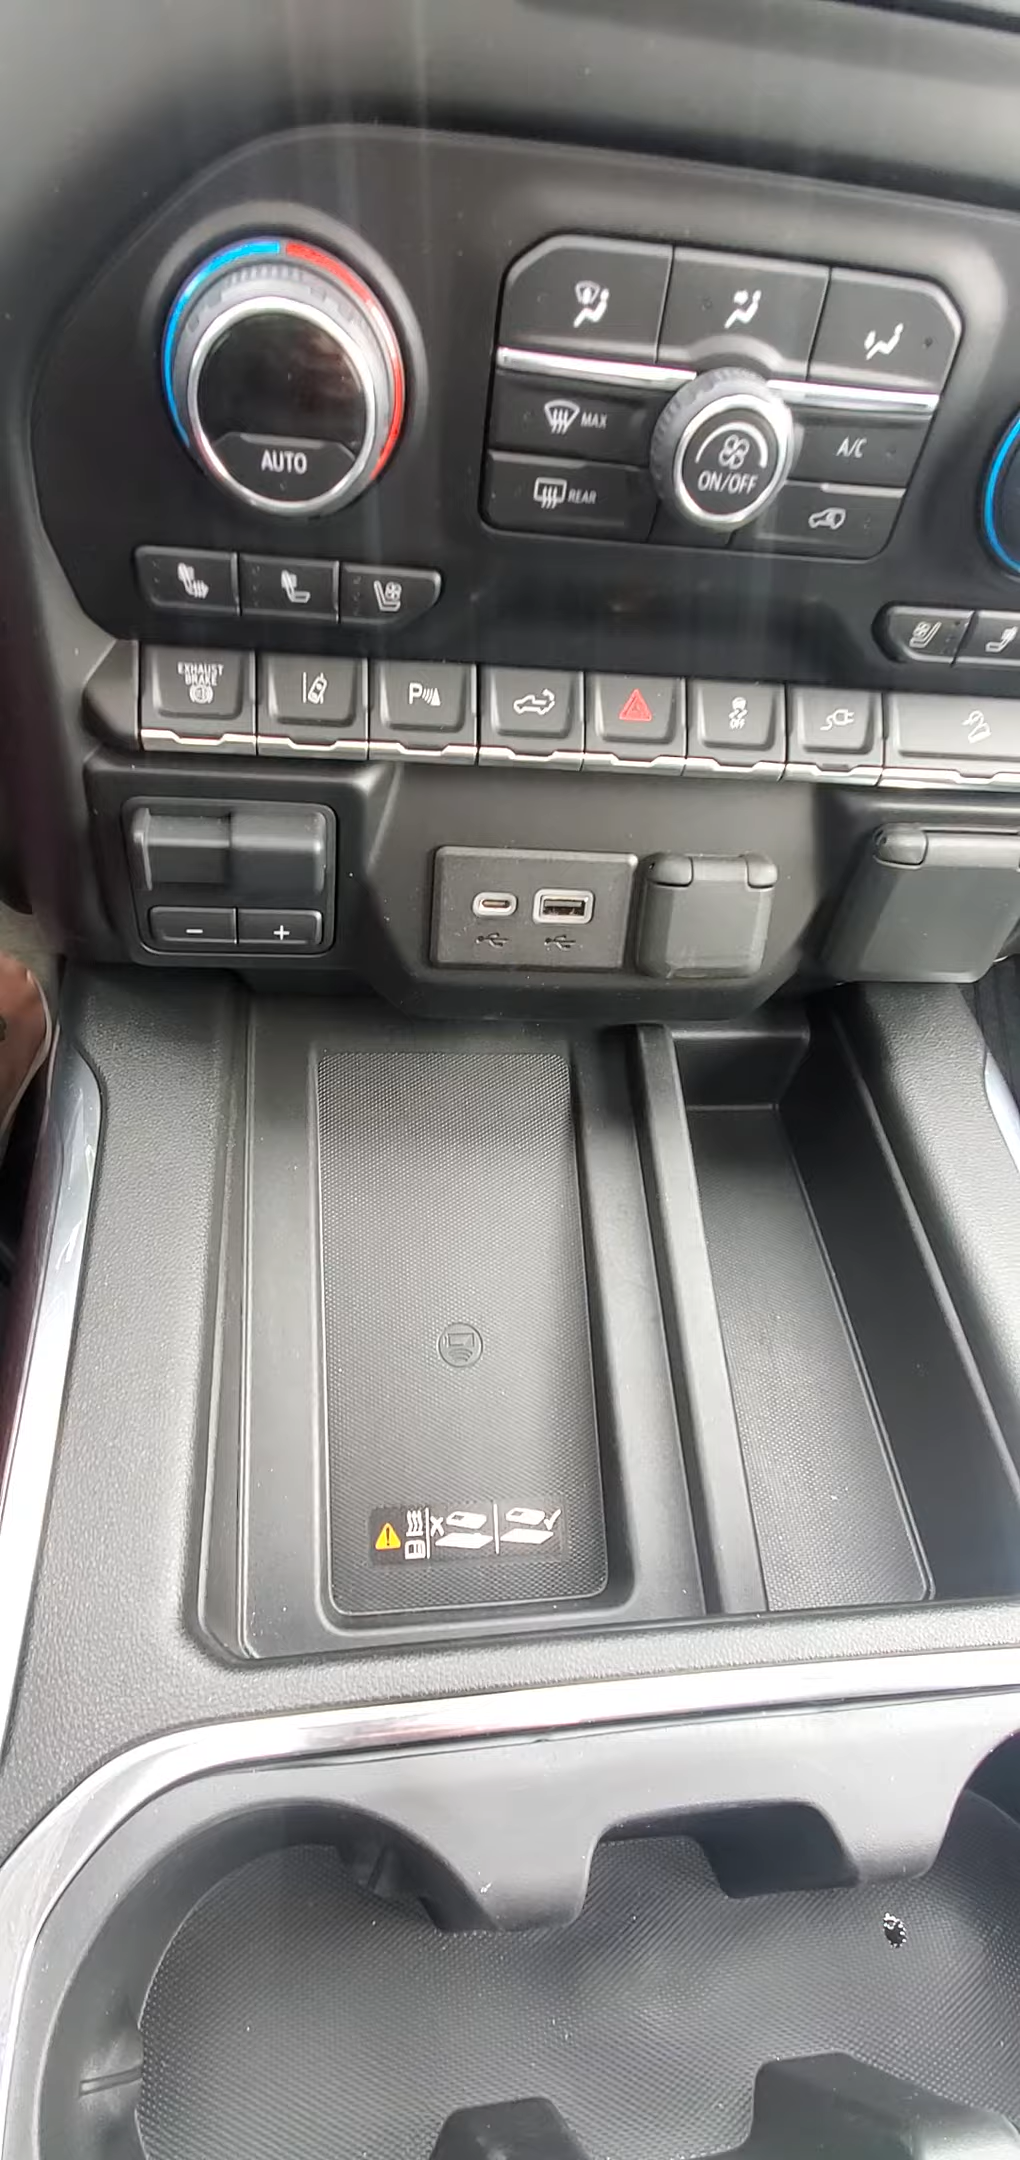 AUTO
MAX
REAR
ON/OFF
A/C
EXHAUST
BRAKE
P
OFF
- +